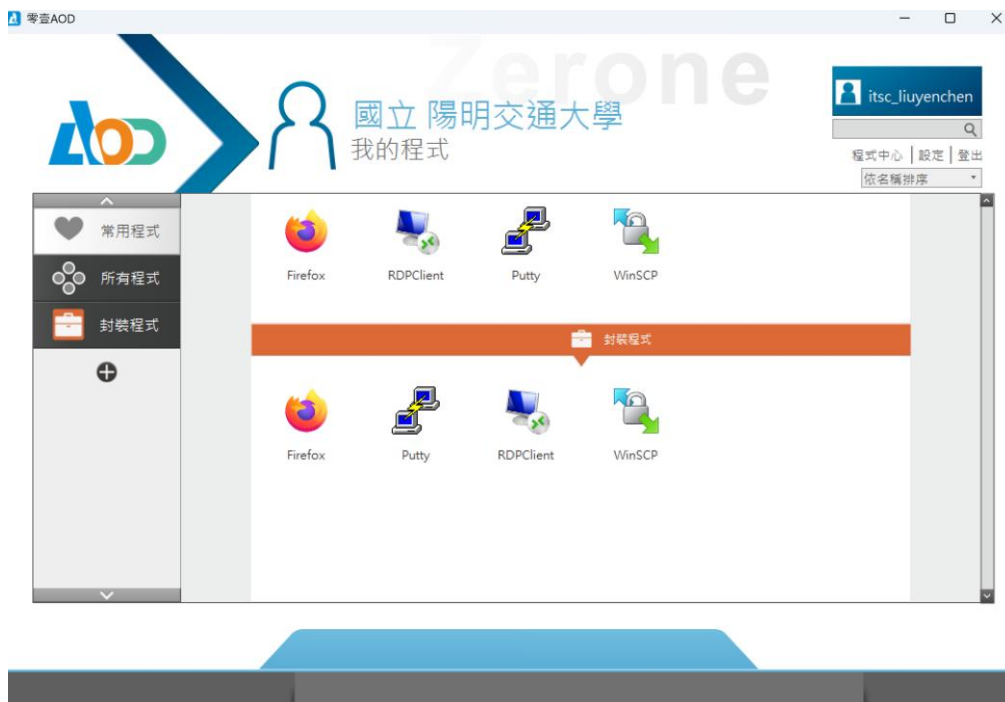 零壹AOD
Zerone
AOD
國立 陽明交通大學
我的程式
itsc_liuyenchen
程式中心 | 設定 | 登出
依名稱排序
常用程式
所有程式
封裝程式
Firefox
RDPClient
Putty
WinSCP
封裝程式
Firefox
Putty
RDPClient
WinSCP